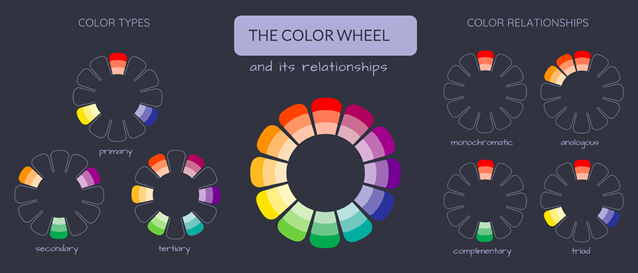 COLOR TYPES
THE COLOR WHEEL
and its relationships
COLOR RELATIONSHIPS
primary
secondary
tertiary
monochromatic
analogous
complimentary
triad